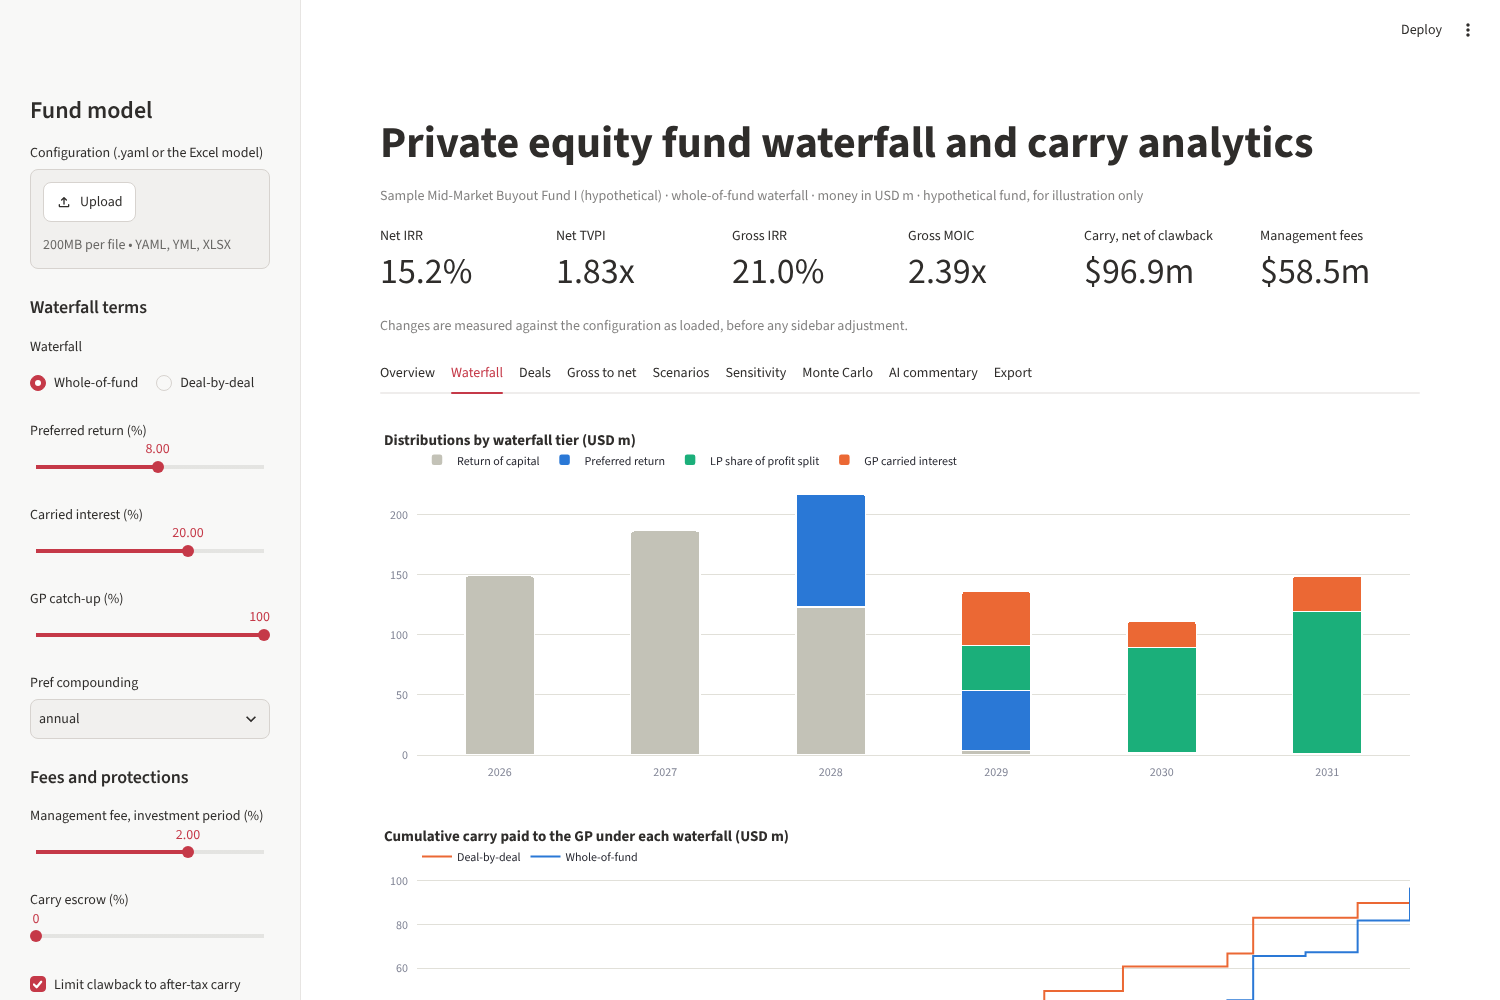 Deploy
Fund model
Configuration (.yaml or the Excel model)
Upload
200MB per file • YAML, YML, XLSX
Waterfall terms
Waterfall
Whole-of-fund Deal-by-deal
Preferred return (%)
8.00
Carried interest (%)
20.00
GP catch-up (%)
100
Pref compounding
annual
Fees and protections
Management fee, investment period (%)
2.00
Carry escrow (%)
0
Limit clawback to after-tax carry
Private equity fund waterfall and carry analytics
Sample Mid-Market Buyout Fund I (hypothetical) · whole-of-fund waterfall · money in USD m · hypothetical fund, for illustration only
Net IRR Net TVPI Gross IRR Gross MOIC Carry, net of clawback Management fees
15.2% 1.83x 21.0% 2.39x $96.9m $58.5m
Changes are measured against the configuration as loaded, before any sidebar adjustment.
Overview Waterfall Deals Gross to net Scenarios Sensitivity Monte Carlo AI commentary Export
Distributions by waterfall tier (USD m)
Return of capital Preferred return LP share of profit split GP carried interest
200
150
100
50
0
2026 2027 2028 2029 2030 2031
Cumulative carry paid to the GP under each waterfall (USD m)
Deal-by-deal Whole-of-fund
100
80
60